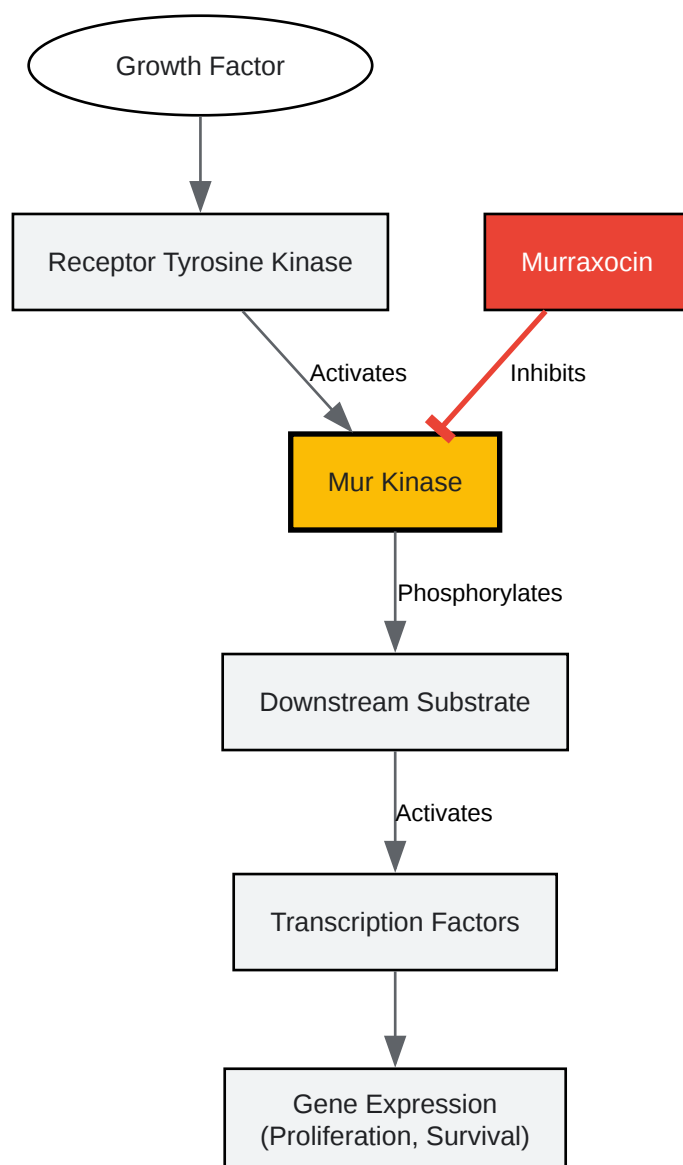 Growth Factor
Receptor Tyrosine Kinase
Murraxocin
Activates
Inhibits
Mur Kinase
Phosphorylates
Downstream Substrate
Activates
Transcription Factors
Gene Expression
(Proliferation, Survival)